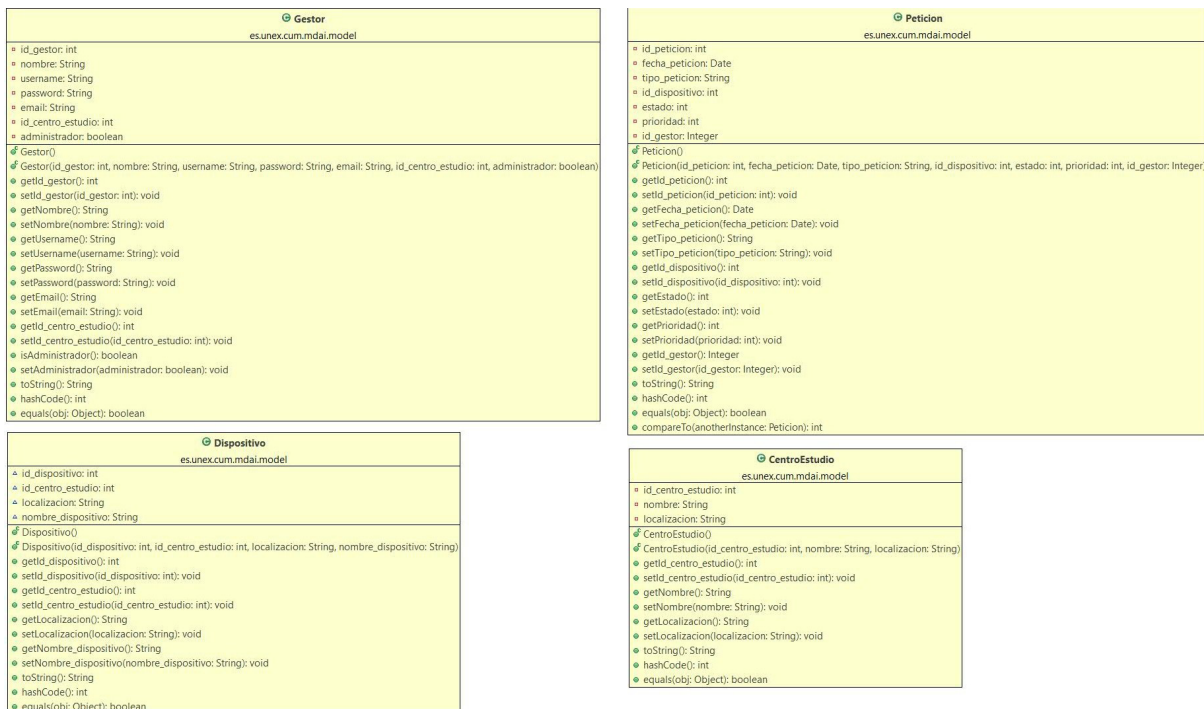 Gestor
es.unex.cum.mdai.model
id_gestor: int
nombre: String
username: String
password: String
email: String
id_centro_estudio: int
administrador: boolean
Gestor()
Gestor(id_gestor: int, nombre: String, username: String, password: String, email: String, id_centro_estudio: int, administrador: boolean)
getId_gestor(): int
setId_gestor(id_gestor: int): void
getNombre(): String
setNombre(nombre: String): void
getUsername(): String
setUsername(username: String): void
getPassword(): String
setPassword(password: String): void
getEmail(): String
setEmail(email: String): void
getId_centro_estudio(): int
setId_centro_estudio(id_centro_estudio: int): void
isAdministrador(): boolean
setAdministrador(administrador: boolean): void
toString(): String
hashCode(): int
equals(obj: Object): boolean
Peticion
es.unex.cum.mdai.model
id_peticion: int
fecha_peticion: Date
tipo_peticion: String
id_dispositivo: int
estado: int
prioridad: int
id_gestor: Integer
Peticion()
Peticion(id_peticion: int, fecha_peticion: Date, tipo_peticion: String, id_dispositivo: int, estado: int, prioridad: int, id_gestor: Integer)
getId_peticion(): int
setId_peticion(id_peticion: int): void
getFecha_peticion(): Date
setFecha_peticion(fecha_peticion: Date): void
getTipo_peticion(): String
setTipo_peticion(tipo_peticion: String): void
getId_dispositivo(): int
setId_dispositivo(id_dispositivo: int): void
getEstado(): int
setEstado(estado: int): void
getPrioridad(): int
setPrioridad(prioridad: int): void
getId_gestor(): Integer
setId_gestor(id_gestor: Integer): void
toString(): String
hashCode(): int
equals(obj: Object): boolean
compareTo(anotherInstance: Peticion): int
Dispositivo
es.unex.cum.mdai.model
id_dispositivo: int
id_centro_estudio: int
localizacion: String
nombre_dispositivo: String
Dispositivo()
Dispositivo(id_dispositivo: int, id_centro_estudio: int, localizacion: String, nombre_dispositivo: String)
getId_dispositivo(): int
setId_dispositivo(id_dispositivo: int): void
getId_centro_estudio(): int
setId_centro_estudio(id_centro_estudio: int): void
getLocalizacion(): String
setLocalizacion(localizacion: String): void
getNombre_dispositivo(): String
setNombre_dispositivo(nombre_dispositivo: String): void
toString(): String
hashCode(): int
equals(obj: Object): boolean
CentroEstudio
es.unex.cum.mdai.model
id_centro_estudio: int
nombre: String
localizacion: String
CentroEstudio()
CentroEstudio(id_centro_estudio: int, nombre: String, localizacion: String)
getId_centro_estudio(): int
setId_centro_estudio(id_centro_estudio: int): void
getNombre(): String
setNombre(nombre: String): void
getLocalizacion(): String
setLocalizacion(localizacion: String): void
toString(): String
hashCode(): int
equals(obj: Object): boolean